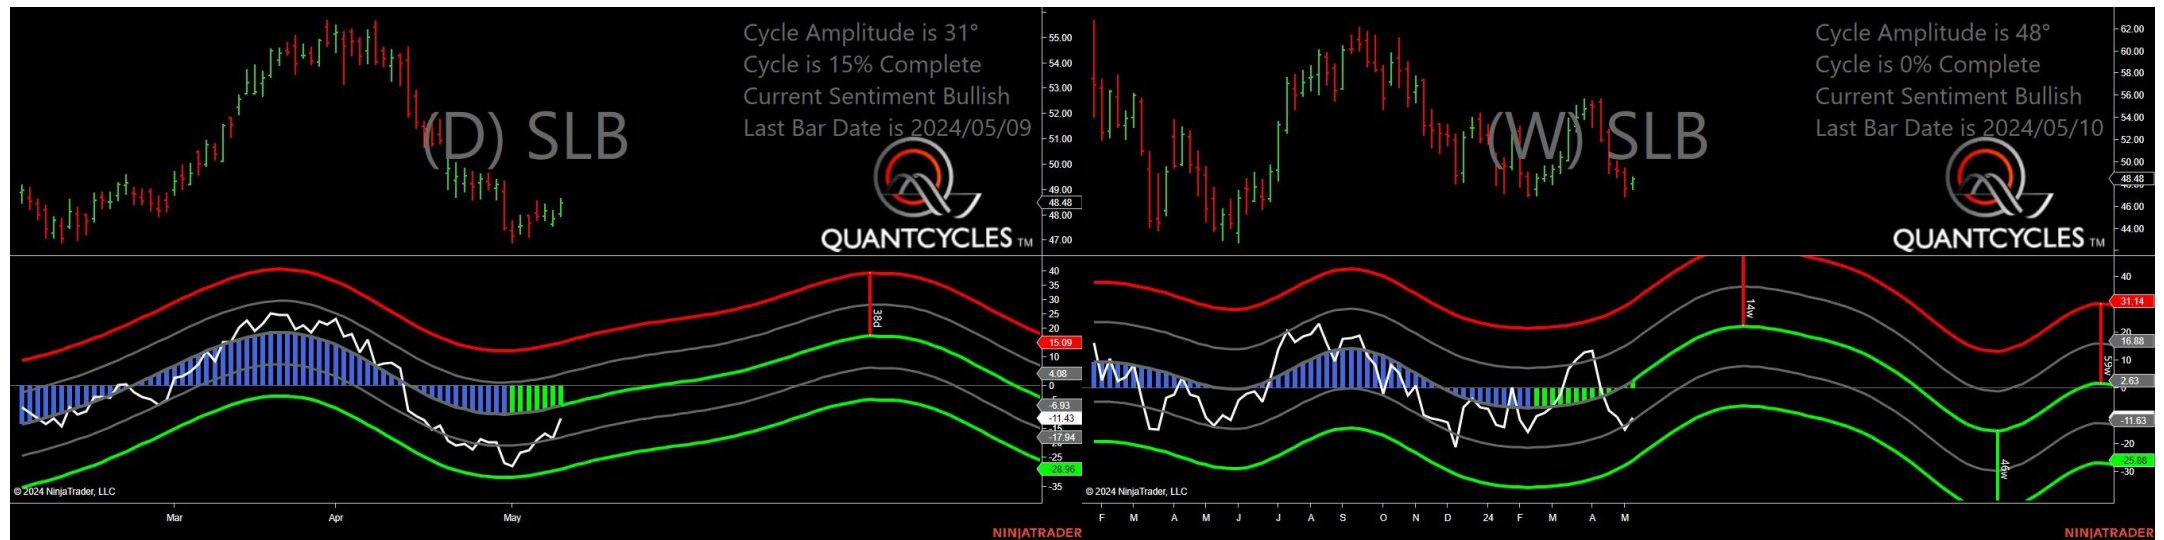 Cycle Amplitude is 31°
Cycle is 15% Complete
Current Sentiment Bullish
Last Bar Date is 2024/05/09
(D) SLB
QUANTCYCLES TM
55.00
54.00
53.00
52.00
51.00
50.00
49.00
48.48
48.00
47.00
40
35
30
25
20
15.09
10
4.08
0
-6.93
-11.43
-17.94
-25
-28.96
-35
38d
© 2024 NinjaTrader, LLC
Mar Apr May
NINJATRADER
Cycle Amplitude is 48°
Cycle is 0% Complete
Current Sentiment Bullish
Last Bar Date is 2024/05/10
(W) SLB
QUANTCYCLES TM
62.00
60.00
58.00
56.00
54.00
52.00
50.00
48.48
46.00
44.00
40
31.14
20
16.88
10
2.63
-11.63
-20
-25.88
-30
14w
46w
59w
© 2024 NinjaTrader, LLC
F M A M J J A S O N D 24 F M A M
NINJATRADER